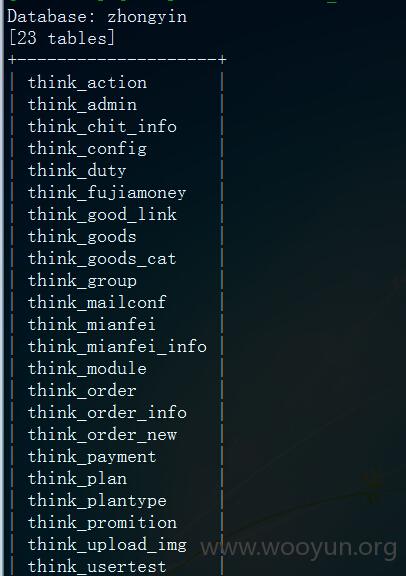 Database: zhongyin
[23 tables]
+--------------------+
| think_action |
| think_admin |
| think_chit_info |
| think_config |
| think_duty |
| think_fujiamoney |
| think_good_link |
| think_goods |
| think_goods_cat |
| think_group |
| think_mailconf |
| think_mianfei |
| think_mianfei_info |
| think_module |
| think_order |
| think_order_info |
| think_order_new |
| think_payment |
| think_plan |
| think_plantype |
| think_promition |
| think_upload_img |
| think_usertest |
www.wooyun.org